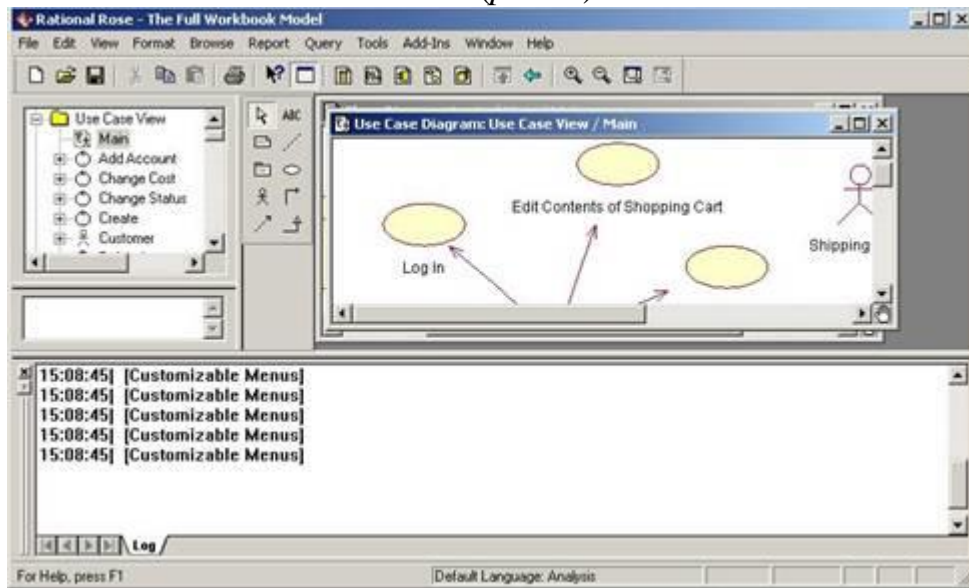 Rational Rose - The Full Workbook Model
File Edit View Format Browse Report Query Tools Add-Ins Window Help
ABC
Use Case View
Main
Add Account
Change Cost
Change Status
Create
Customer
Use Case Diagram: Use Case View / Main
Edit Contents of Shopping Cart
Log In
Shipping
15:08:45| [Customizable Menus]
15:08:45| [Customizable Menus]
15:08:45| [Customizable Menus]
15:08:45| [Customizable Menus]
15:08:45| [Customizable Menus]
Log
For Help, press F1
Default Language: Analysis